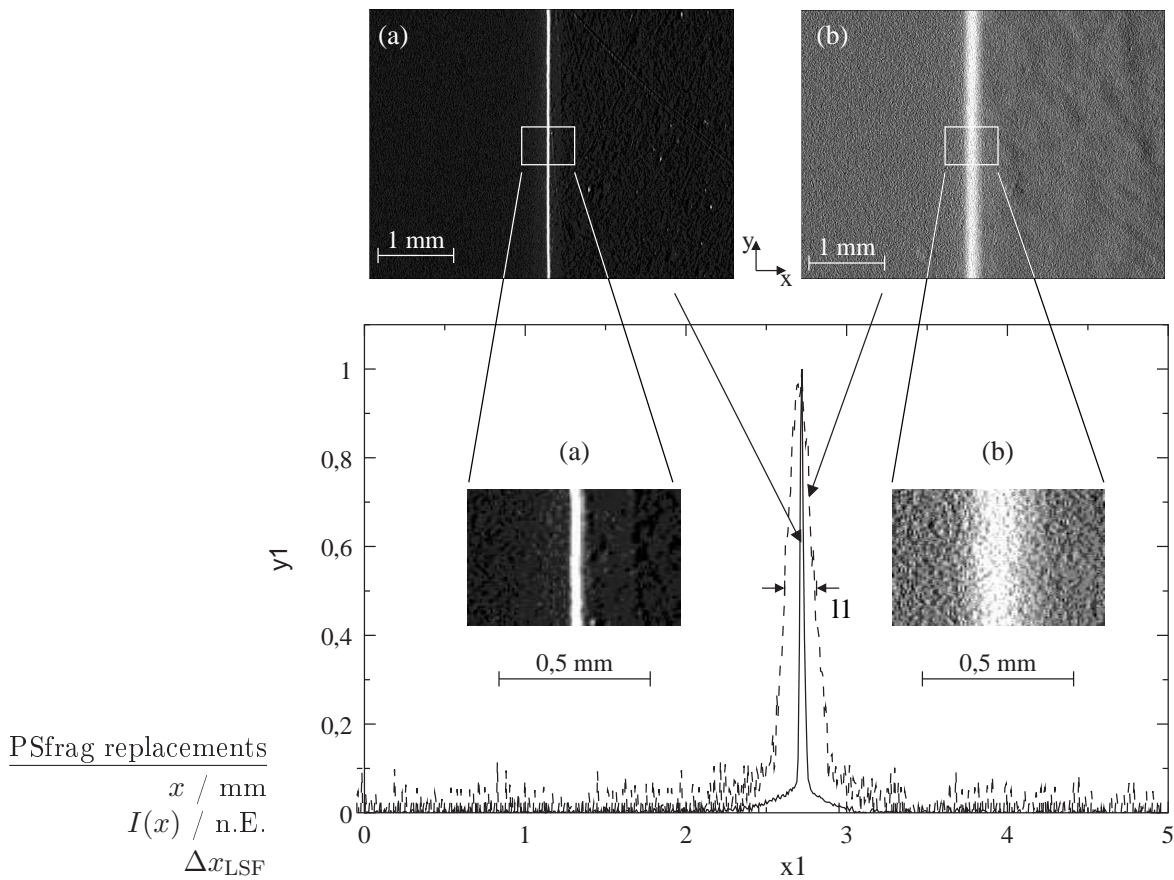 (a)
(b)
1 mm
1 mm
y
x
1
0,8
0,6
0,4
0,2
0
y1
(a)
(b)
l1
0,5 mm
0,5 mm
0
1
2
3
4
5
x1
PSfrag replacements
x / mm
I(x) / n.E.
Δx_LSF